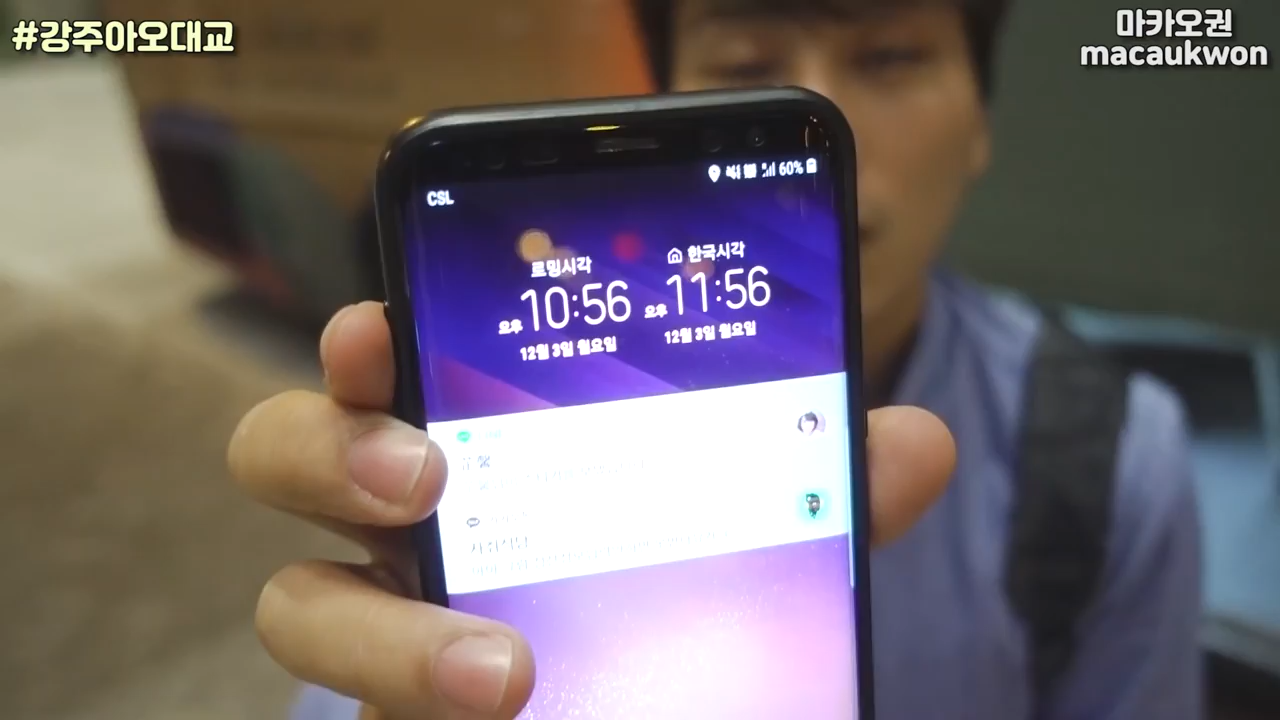 #강주아오대교
마카오권
macaukwon
60%
CSL
로밍시각
한국시각
오후 10:56
오후 11:56
12월 3일 월요일
12월 3일 월요일